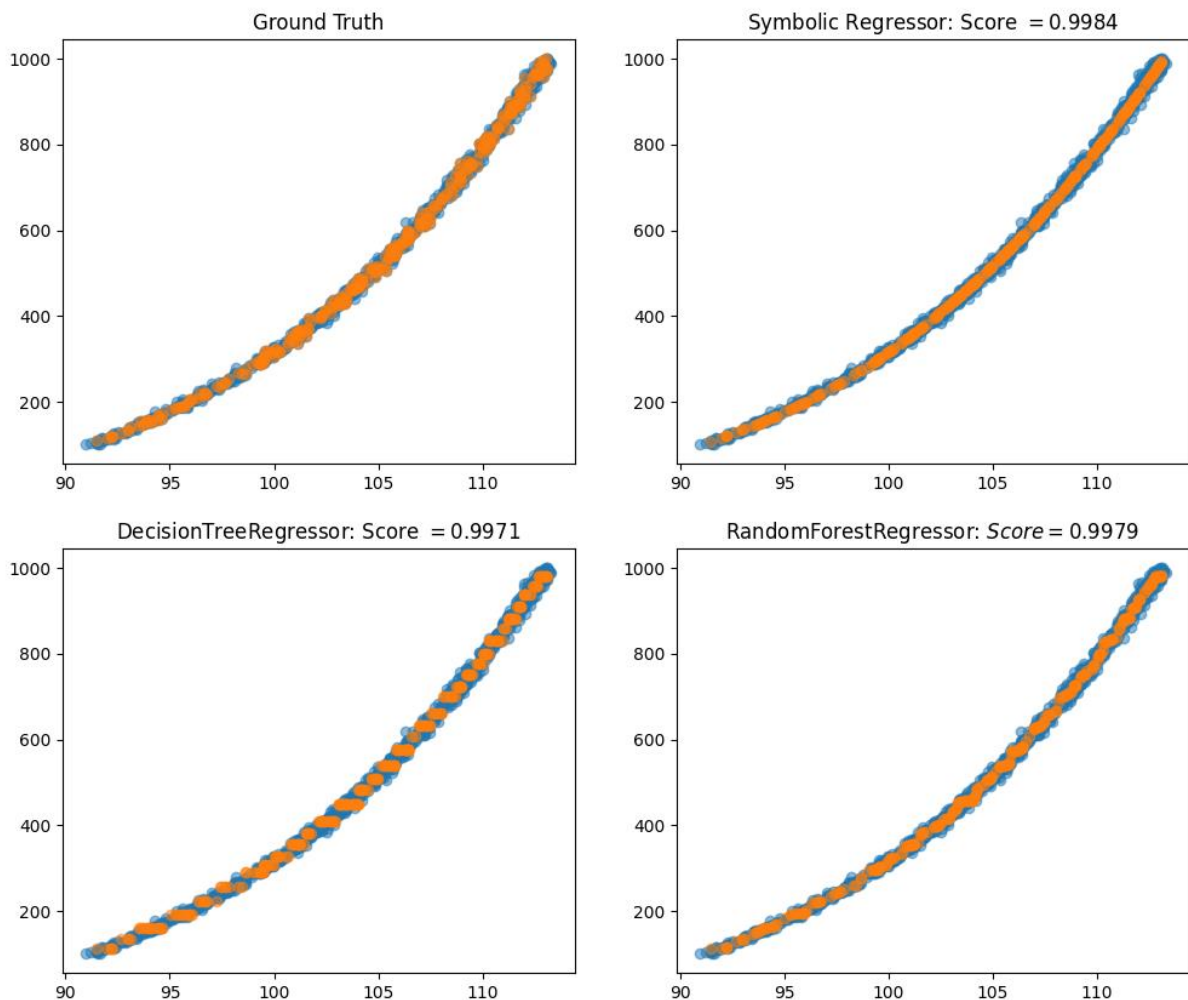 Ground Truth
1000
800
600
400
200
90 95 100 105 110
Symbolic Regressor: Score = 0.9984
1000
800
600
400
200
90 95 100 105 110
DecisionTreeRegressor: Score = 0.9971
1000
800
600
400
200
90 95 100 105 110
RandomForestRegressor: Score = 0.9979
1000
800
600
400
200
90 95 100 105 110